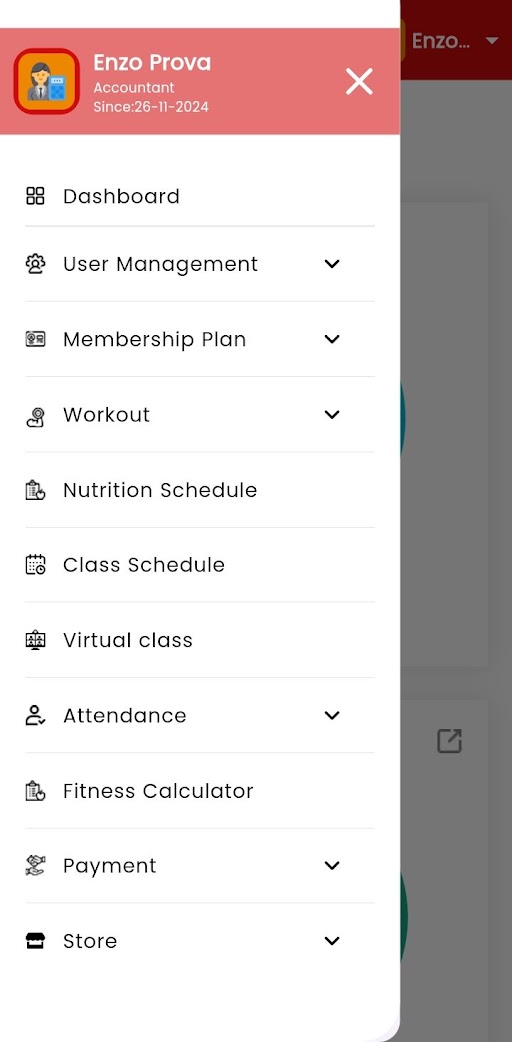 Enzo...
Enzo Prova
Accountant
Since:26-11-2024
Dashboard
User Management
Membership Plan
Workout
Nutrition Schedule
Class Schedule
Virtual class
Attendance
Fitness Calculator
Payment
Store